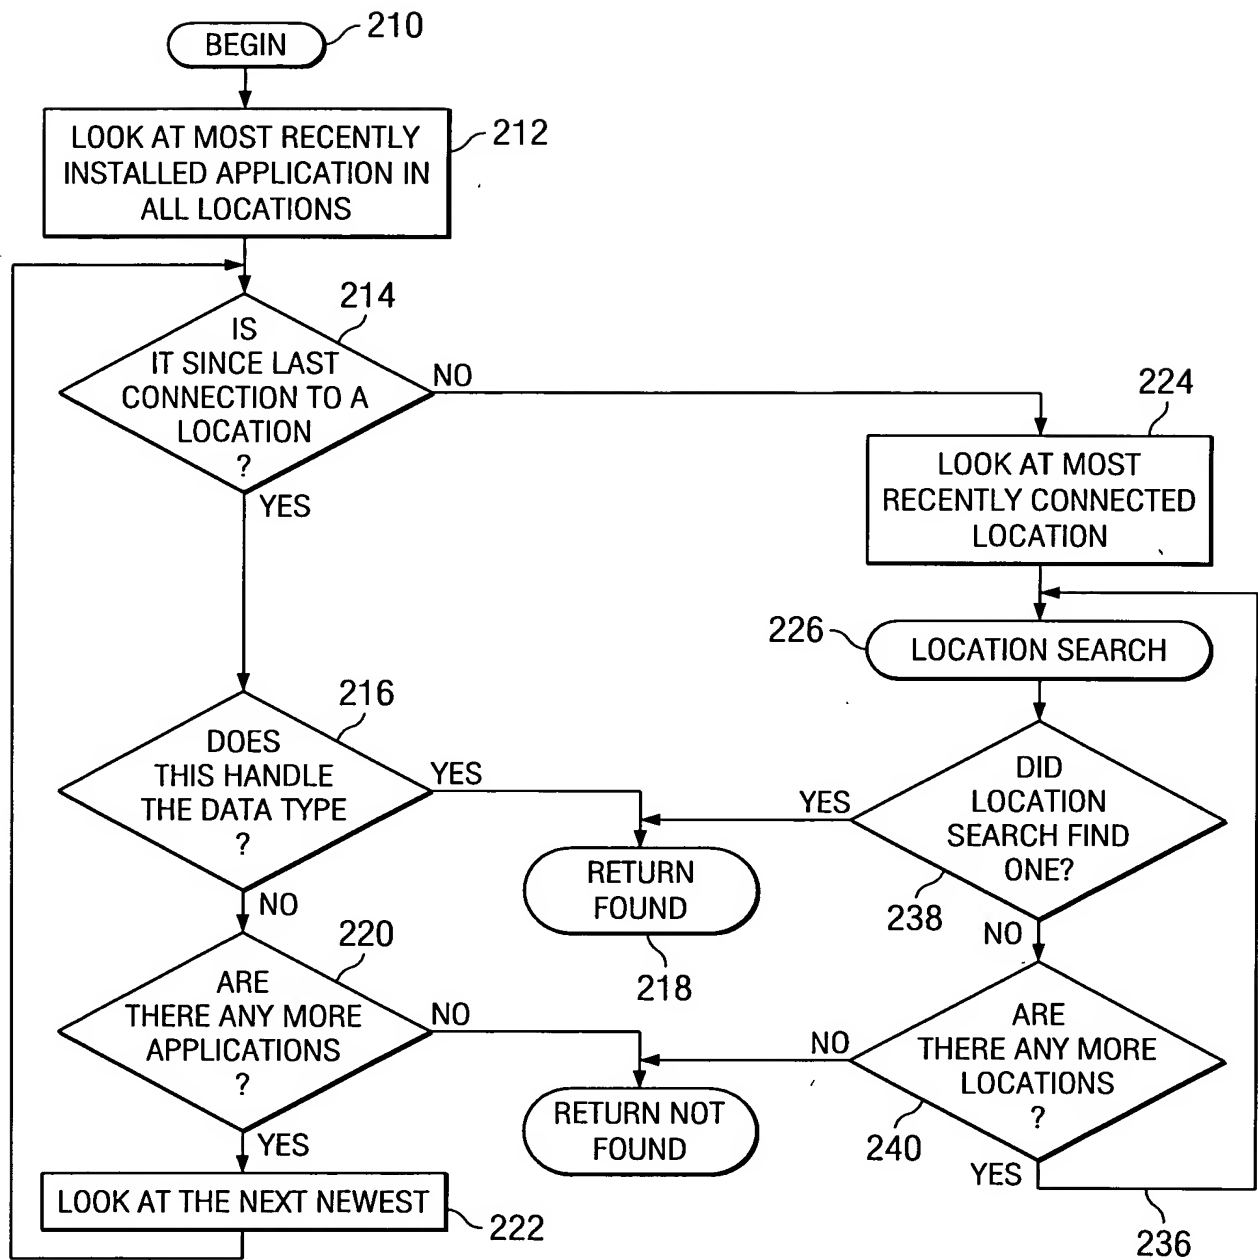 BEGIN
210
LOOK AT MOST RECENTLY
INSTALLED APPLICATION IN
ALL LOCATIONS
212
IS
IT SINCE LAST
CONNECTION TO A
LOCATION
?
214
NO
YES
224
LOOK AT MOST
RECENTLY CONNECTED
LOCATION
226
LOCATION SEARCH
DOES
THIS HANDLE
THE DATA TYPE
?
216
YES
NO
YES
DID
LOCATION
SEARCH FIND
ONE?
238
NO
RETURN
FOUND
218
ARE
THERE ANY MORE
APPLICATIONS
?
220
NO
YES
NO
ARE
THERE ANY MORE
LOCATIONS
?
240
YES
236
RETURN NOT
FOUND
LOOK AT THE NEXT NEWEST
222